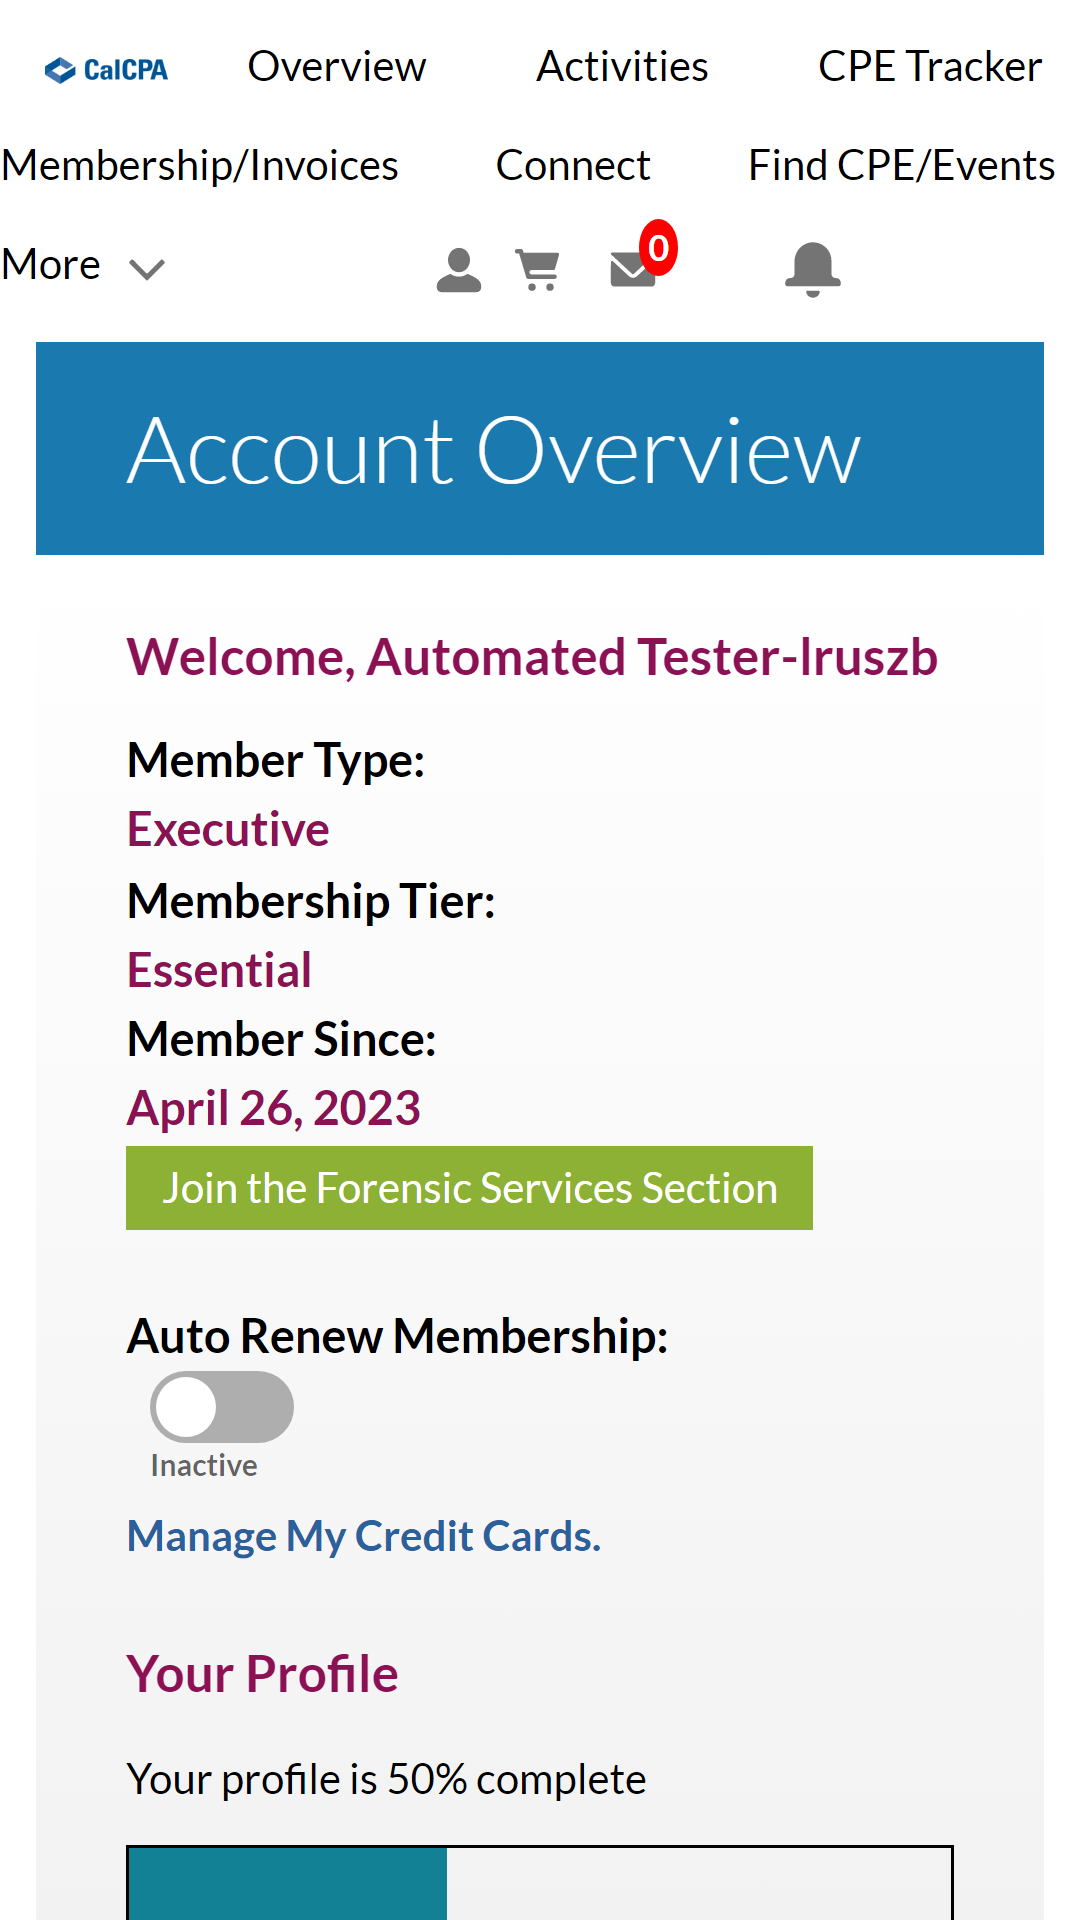 CalCPA Overview Activities CPE Tracker
Membership/Invoices Connect Find CPE/Events
More 0
Account Overview
Welcome, Automated Tester-lruszb
Member Type:
Executive
Membership Tier:
Essential
Member Since:
April 26, 2023
Join the Forensic Services Section
Auto Renew Membership:
Inactive
Manage My Credit Cards.
Your Profile
Your profile is 50% complete